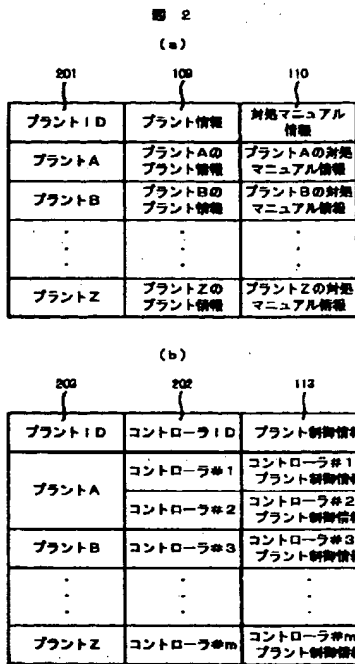 図 2
(a)
201 109 110
プラントID プラント情報 対処マニュアル
情報
プラントA プラントAの
プラント情報 プラントAの対処
マニュアル情報
プラントB プラントBの
プラント情報 プラントBの対処
マニュアル情報
プラントZ プラントZの
プラント情報 プラントZの対処
マニュアル情報
(b)
203 202 113
プラントID コントローラID プラント制御情報
プラントA コントローラ#1 コントローラ#1
プラント制御情報
コントローラ#2 コントローラ#2
プラント制御情報
プラントB コントローラ#3 コントローラ#3
プラント制御情報
プラントZ コントローラ#m コントローラ#m
プラント制御情報